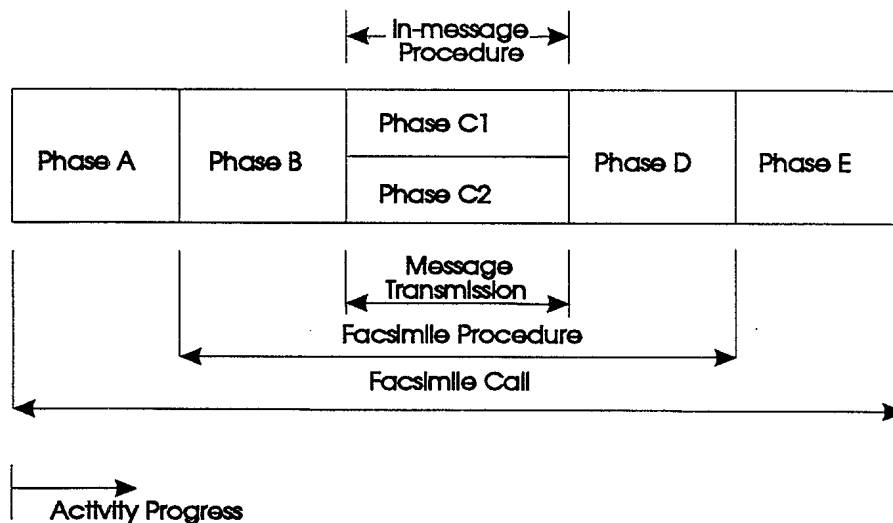 In-message
Procedure
Phase A
Phase B
Phase C1
Phase C2
Phase D
Phase E
Message
Transmission
Facsimile Procedure
Facsimile Call
Activity Progress